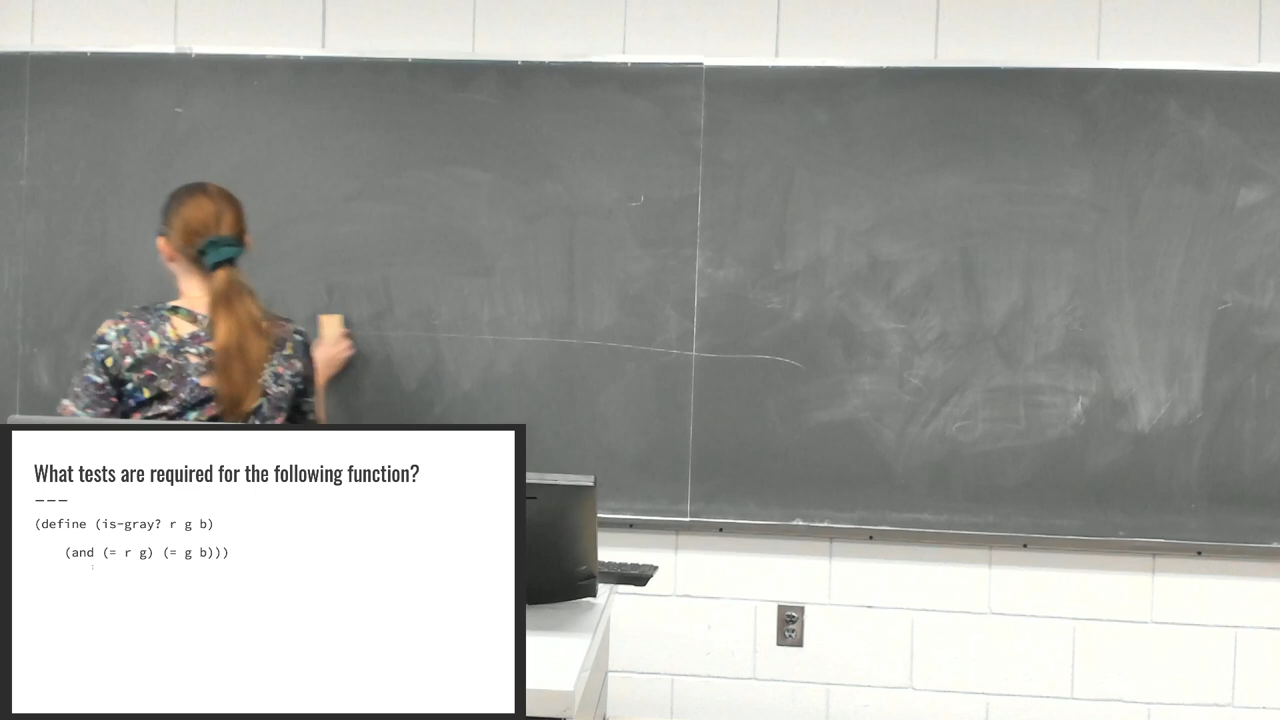 What tests are required for the following function?
(define (is-gray? r g b)
(and (= r g) (= g b)))